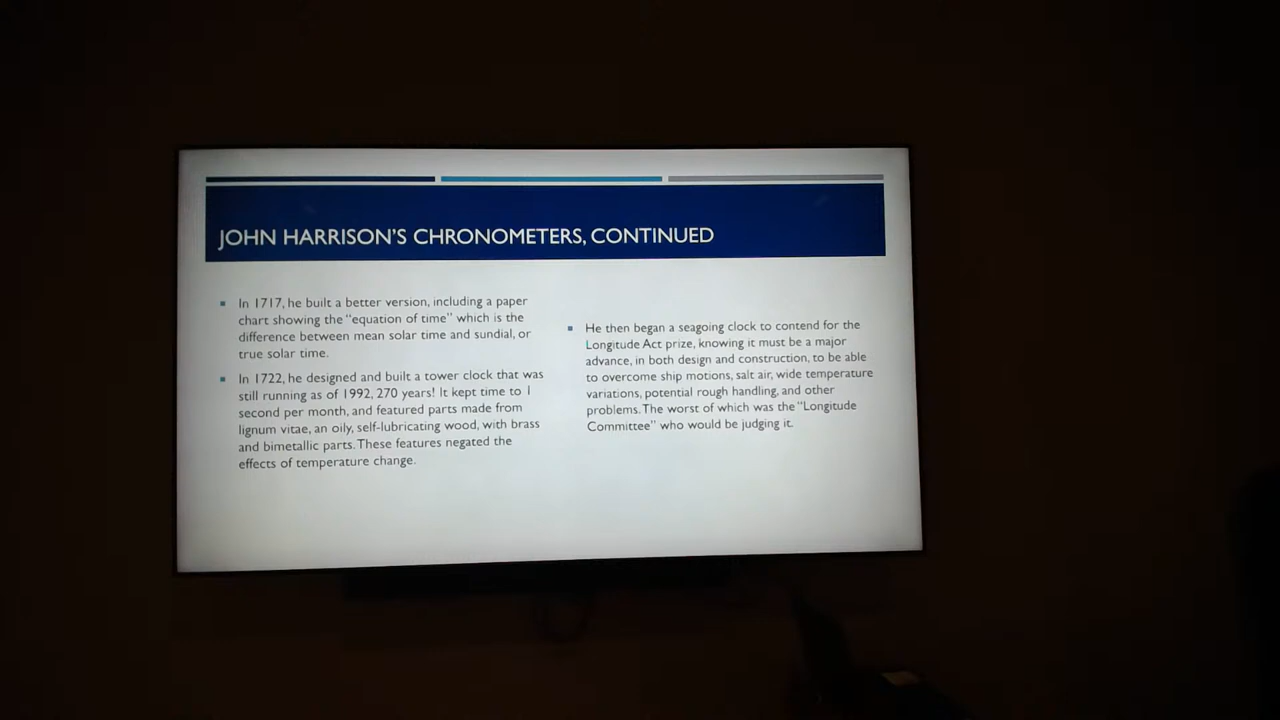 JOHN HARRISON'S CHRONOMETERS, CONTINUED
In 1717, he built a better version, including a paper
chart showing the "equation of time" which is the
difference between mean solar time and sundial, or
true solar time.
In 1722, he designed and built a tower clock that was
still running as of 1992, 270 years! It kept time to 1
second per month, and featured parts made from
lignum vitae, an oily, self-lubricating wood, with brass
and bimetallic parts. These features negated the
effects of temperature change.
He then began a seagoing clock to contend for the
Longitude Act prize, knowing it must be a major
advance, in both design and construction, to be able
to overcome ship motions, salt air, wide temperature
variations, potential rough handling, and other
problems. The worst of which was the "Longitude
Committee" who would be judging it.